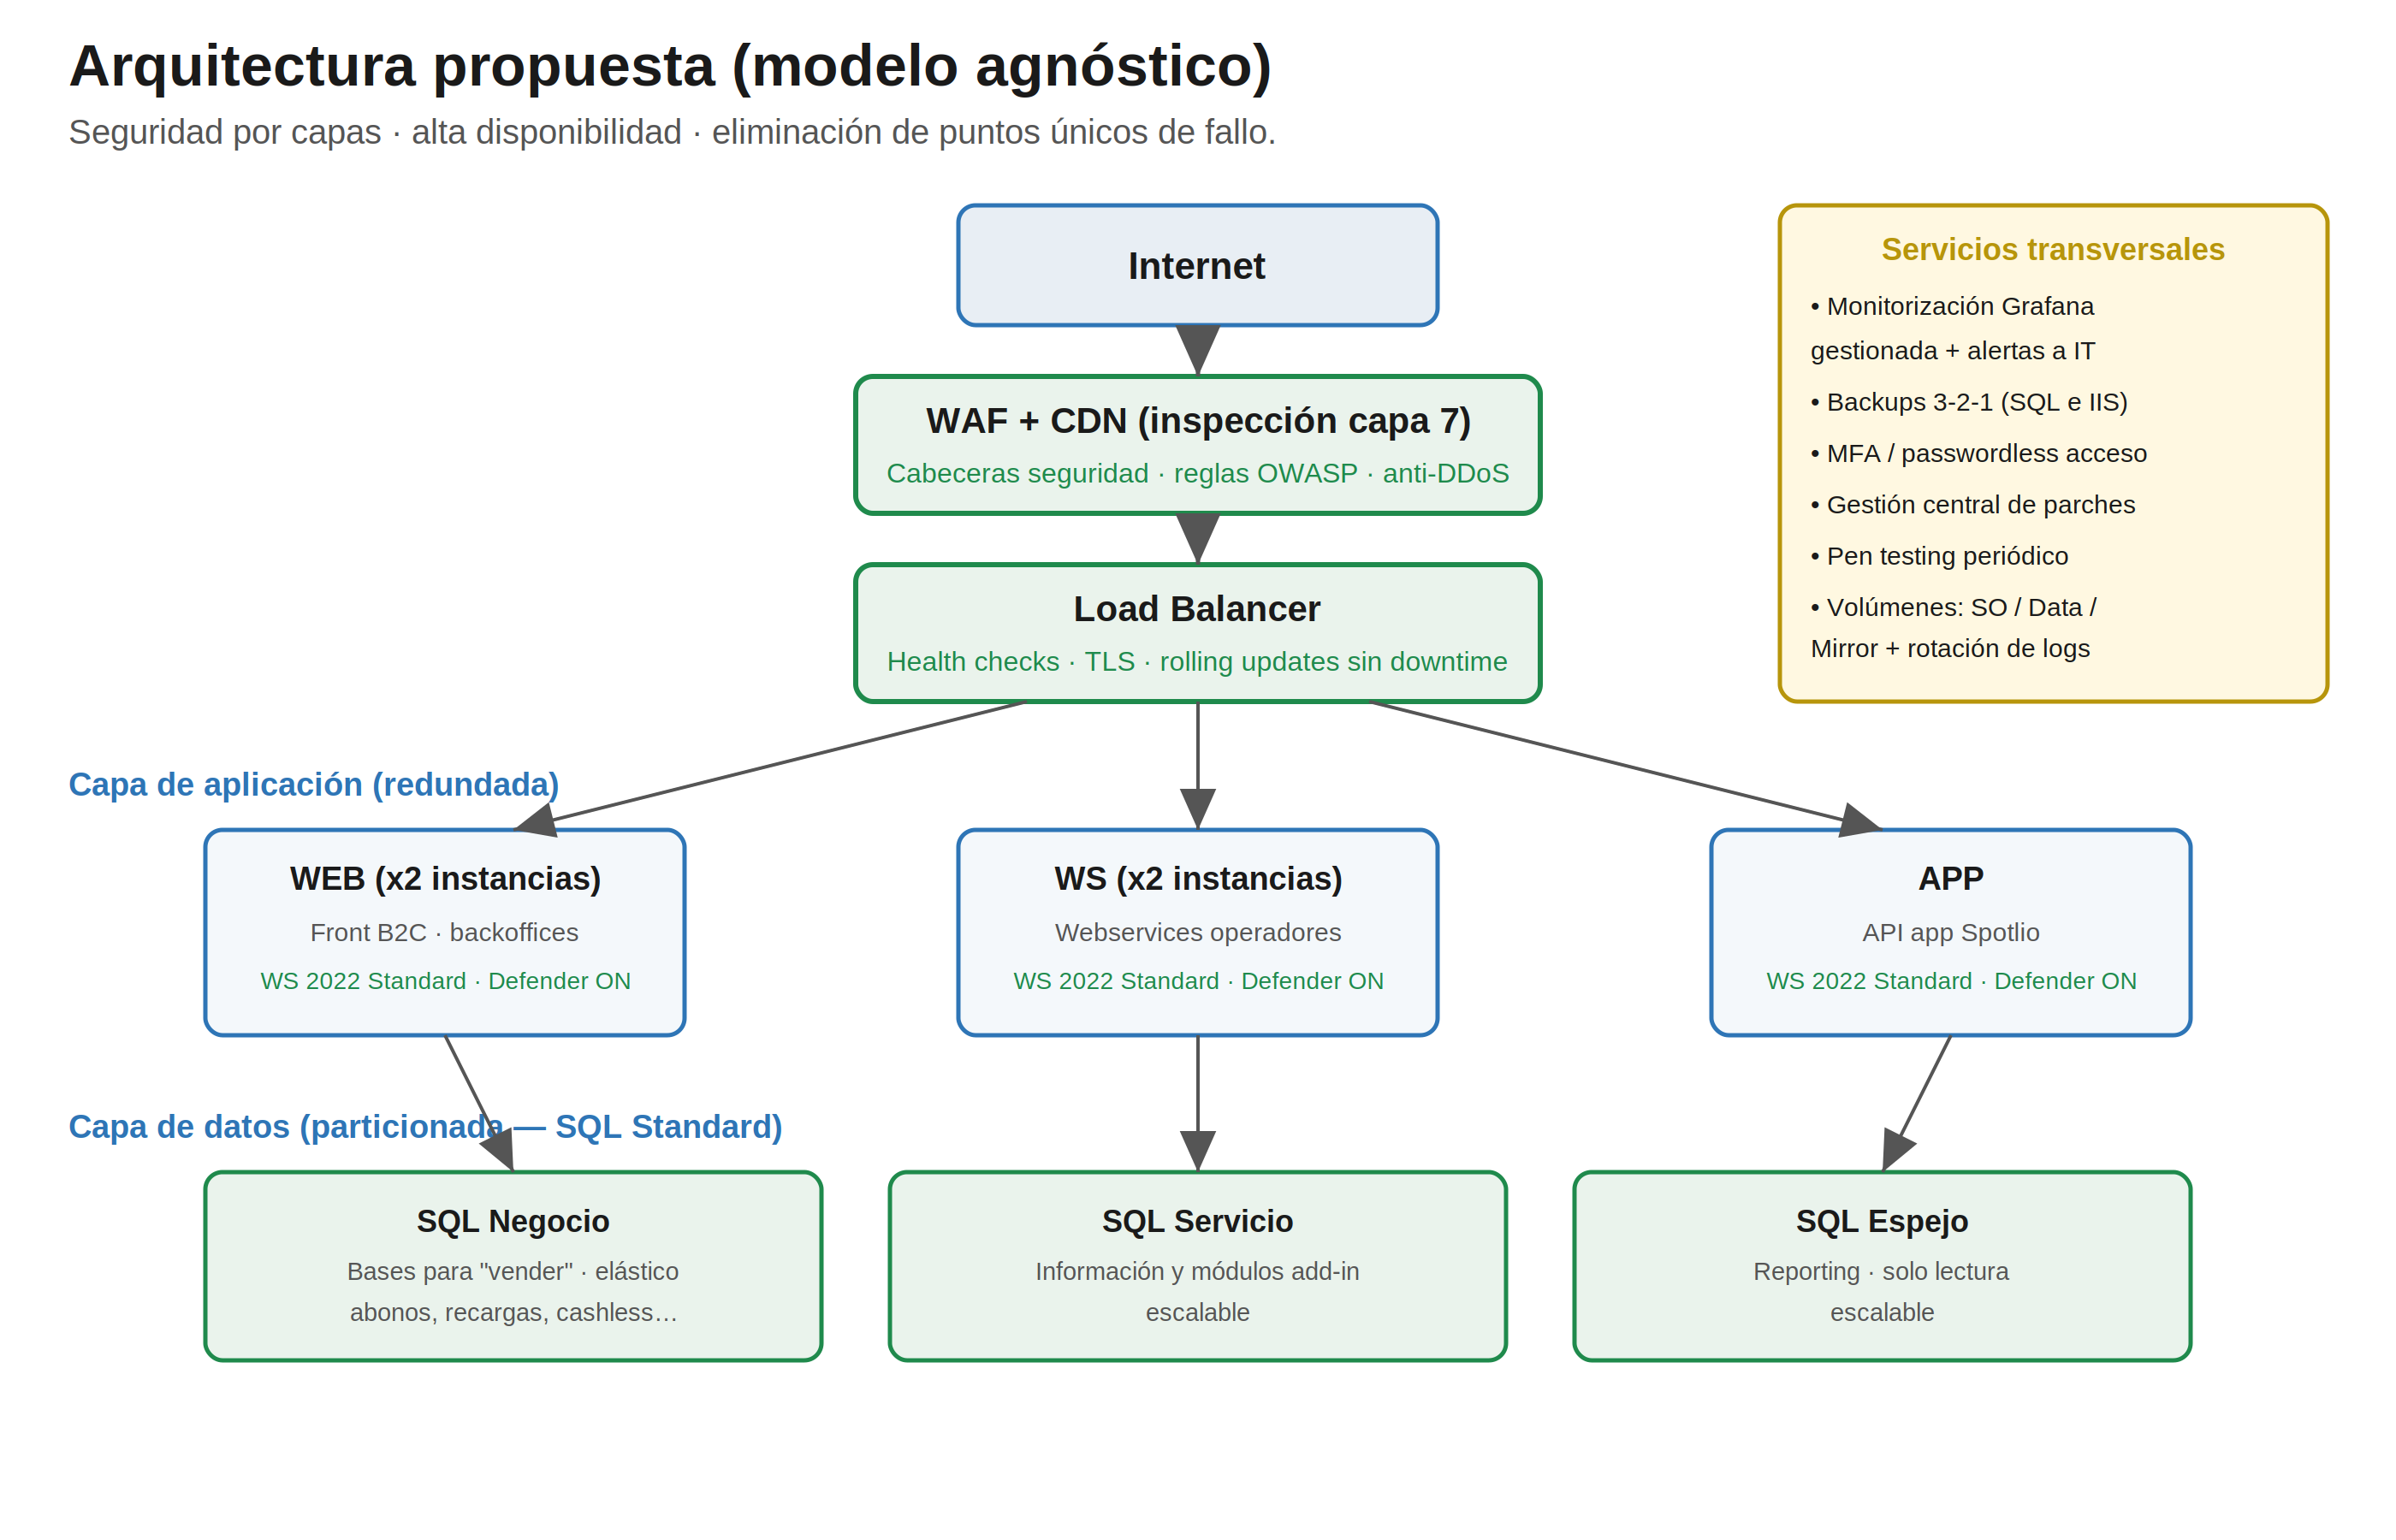 Arquitectura propuesta (modelo agnóstico)
Seguridad por capas · alta disponibilidad · eliminación de puntos únicos de fallo.
Internet
WAF + CDN (inspección capa 7)
Cabeceras seguridad · reglas OWASP · anti-DDoS
Load Balancer
Health checks · TLS · rolling updates sin downtime
Servicios transversales
• Monitorización Grafana
gestionada + alertas a IT
• Backups 3-2-1 (SQL e IIS)
• MFA / passwordless acceso
• Gestión central de parches
• Pen testing periódico
• Volúmenes: SO / Data /
Mirror + rotación de logs
Capa de aplicación (redundada)
WEB (x2 instancias)
Front B2C · backoffices
WS 2022 Standard · Defender ON
WS (x2 instancias)
Webservices operadores
WS 2022 Standard · Defender ON
APP
API app Spotlio
WS 2022 Standard · Defender ON
Capa de datos (particionada — SQL Standard)
SQL Negocio
Bases para "vender" · elástico
abonos, recargas, cashless…
SQL Servicio
Información y módulos add-in
escalable
SQL Espejo
Reporting · solo lectura
escalable